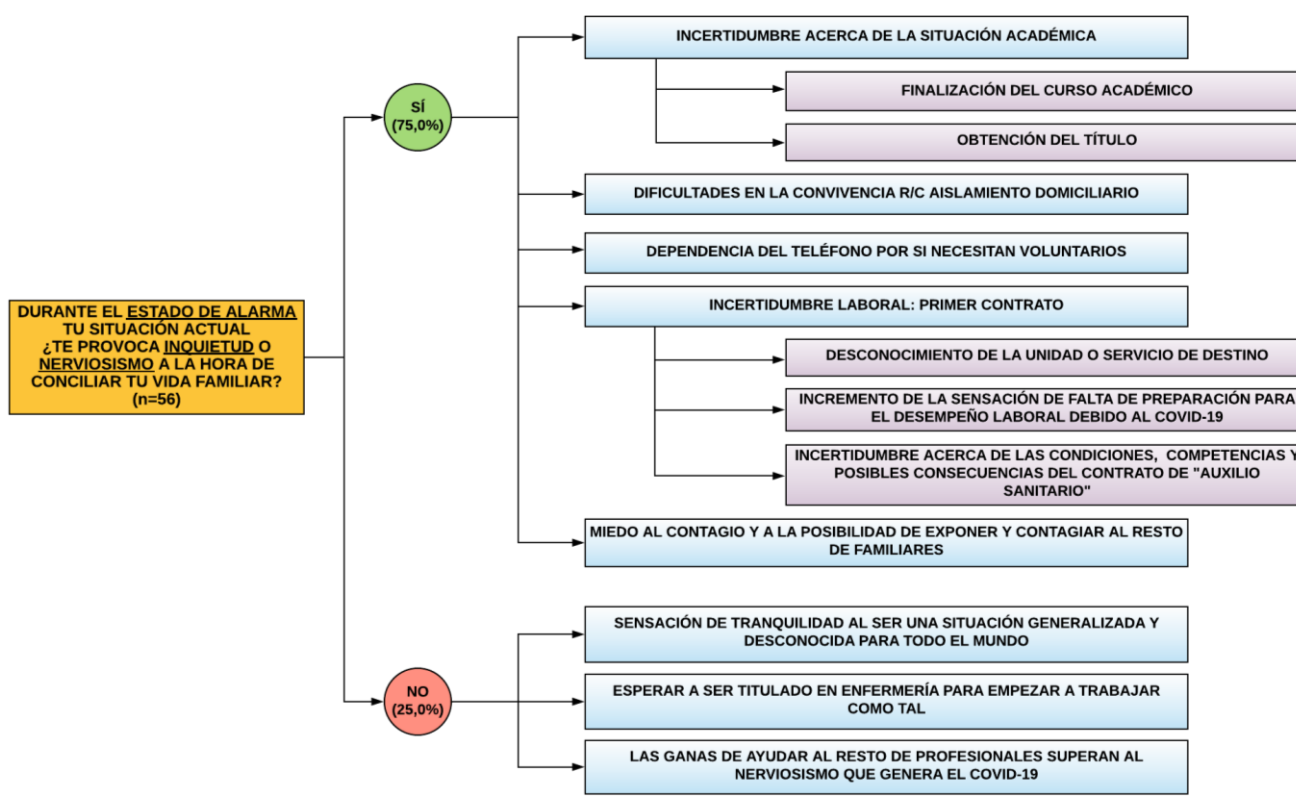 DURANTE EL ESTADO DE ALARMA
TU SITUACIÓN ACTUAL
¿TE PROVOCA INQUIETUD O
NERVIOSISMO A LA HORA DE
CONCILIAR TU VIDA FAMILIAR?
(n=56)
SÍ
(75,0%)
INCERTIDUMBRE ACERCA DE LA SITUACIÓN ACADÉMICA
FINALIZACIÓN DEL CURSO ACADÉMICO
OBTENCIÓN DEL TÍTULO
DIFICULTADES EN LA CONVIVENCIA R/C AISLAMIENTO DOMICILIARIO
DEPENDENCIA DEL TELÉFONO POR SI NECESITAN VOLUNTARIOS
INCERTIDUMBRE LABORAL: PRIMER CONTRATO
DESCONOCIMIENTO DE LA UNIDAD O SERVICIO DE DESTINO
INCREMENTO DE LA SENSACIÓN DE FALTA DE PREPARACIÓN PARA
EL DESEMPEÑO LABORAL DEBIDO AL COVID-19
INCERTIDUMBRE ACERCA DE LAS CONDICIONES, COMPETENCIAS Y
POSIBLES CONSECUENCIAS DEL CONTRATO DE "AUXILIO
SANITARIO"
MIEDO AL CONTAGIO Y A LA POSIBILIDAD DE EXPONER Y CONTAGIAR AL RESTO
DE FAMILIARES
NO
(25,0%)
SENSACIÓN DE TRANQUILIDAD AL SER UNA SITUACIÓN GENERALIZADA Y
DESCONOCIDA PARA TODO EL MUNDO
ESPERAR A SER TITULADO EN ENFERMERÍA PARA EMPEZAR A TRABAJAR
COMO TAL
LAS GANAS DE AYUDAR AL RESTO DE PROFESIONALES SUPERAN AL
NERVIOSISMO QUE GENERA EL COVID-19